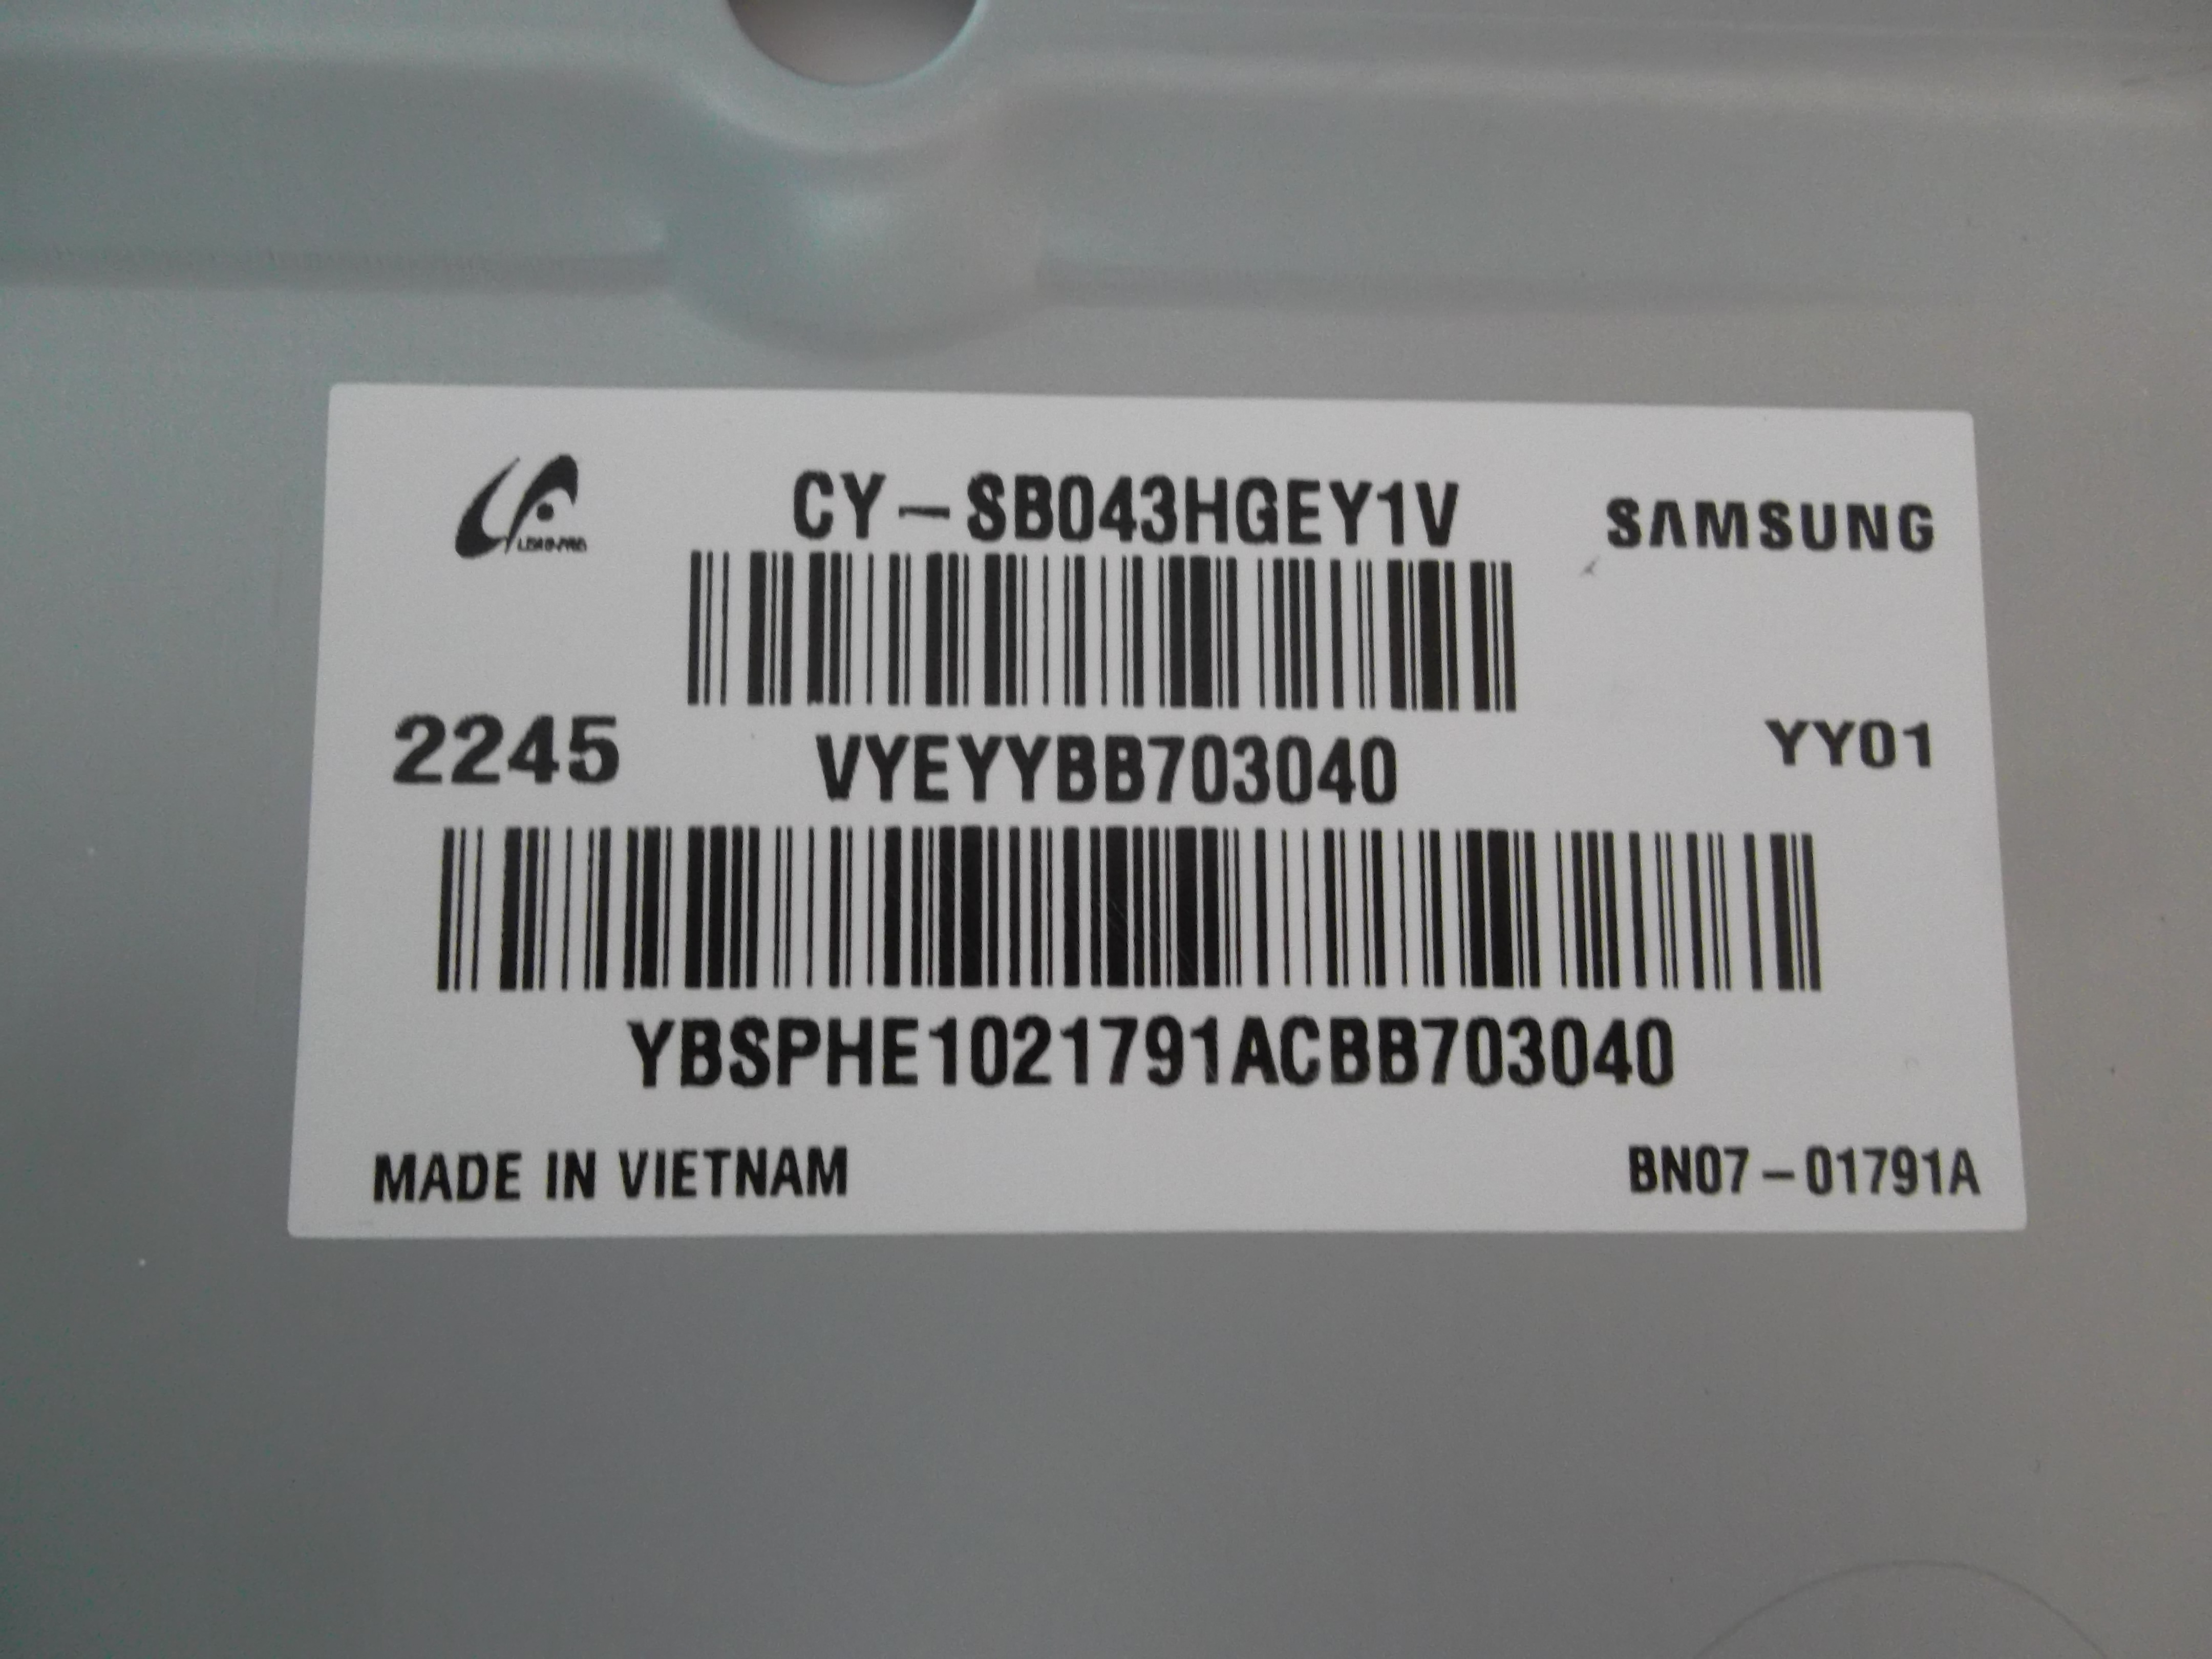 CY-SB043HGEY1V
SAMSUNG
2245
VYEYYBB703040
YY01
YBSPHE1021791ACBB703040
MADE IN VIETNAM
BN07-01791A